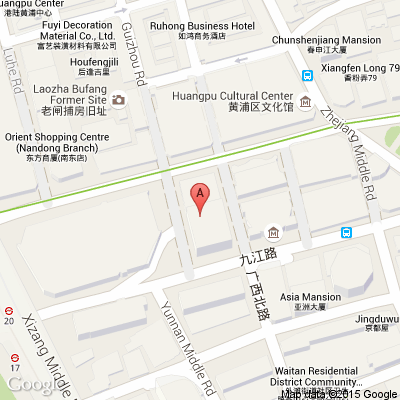 Huangpu Center
港陆黄浦中心
Fuyi Decoration
Material Co., Ltd.
富艺装潢材料有限公司
Ruhong Business Hotel
如鸿商务酒店
Chunshenjiang Mansion
春申江大厦
Xiangfen Long 79
香粉弄79
Houfengjili
后逢吉里
Guizhou Rd
Luhe Rd
Laozha Bufang
Former Site
老闸捕房旧址
Huangpu Cultural Center
黄浦区文化馆
Zhejiang Middle Rd
Orient Shopping Centre
(Nandong Branch)
东方商厦(南东店)
A
九江路
广西北路
Asia Mansion
亚洲大厦
Jingduwu
京都屋
20
17
Xizang Middle
Yunnan Middle Rd
Waitan Residential
District Community
Google
Map data ©2015 Google